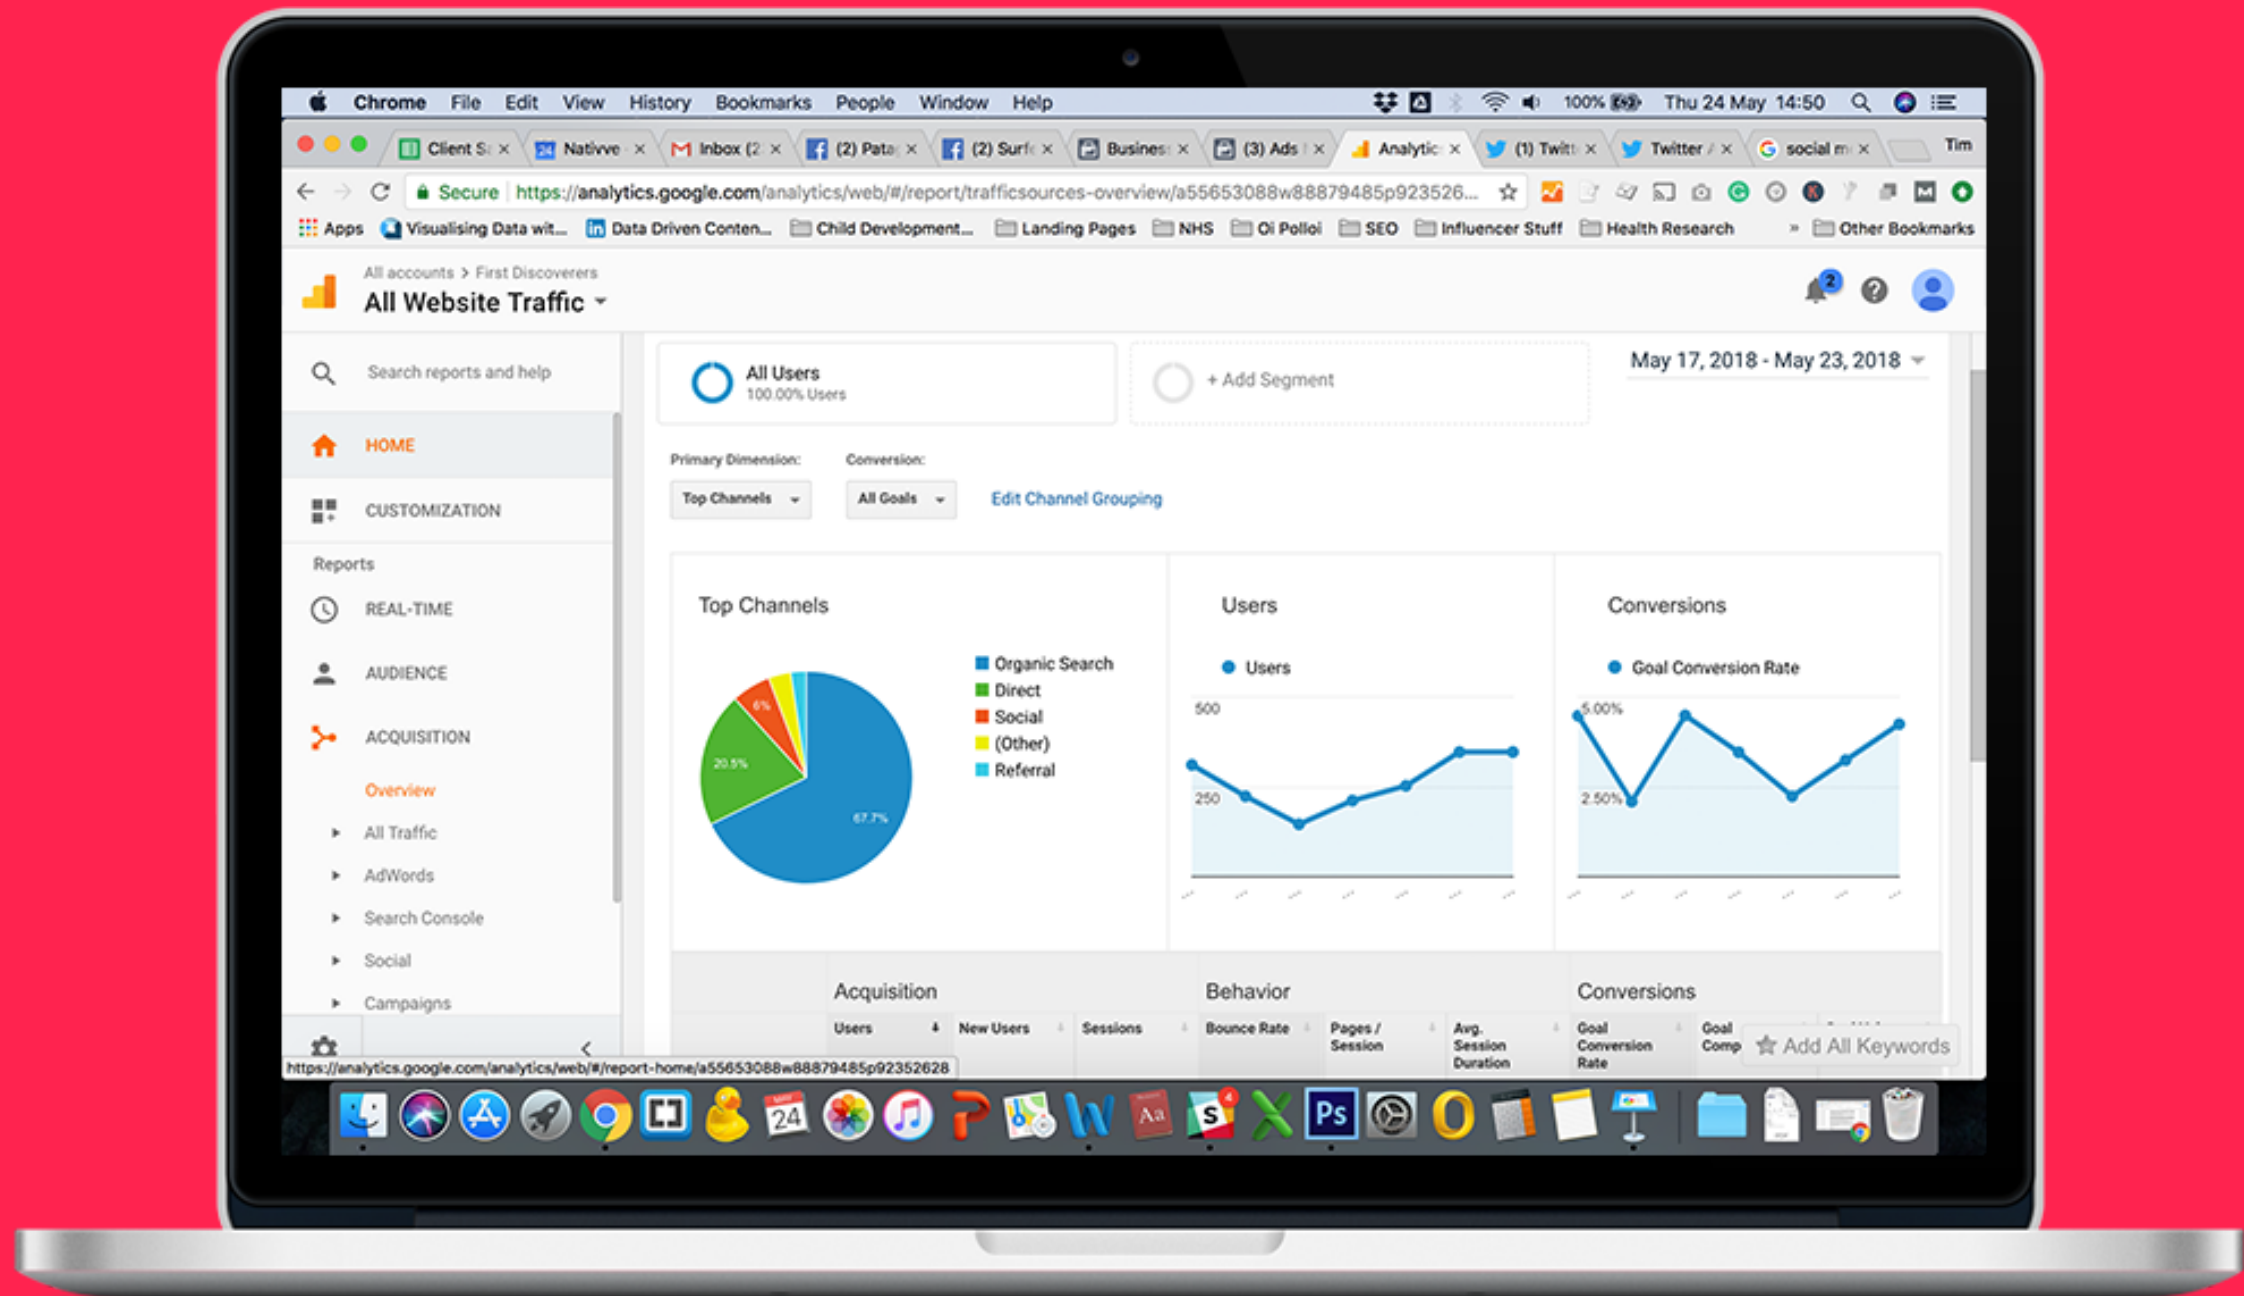 Chrome File Edit View History Bookmarks People Window Help 100% Thu 24 May 14:50
Client S Nativve Inbox (2 (2) Pata (2) Surf Busines (3) Ads Analytic (1) Twitt Twitter social m Tim
Secure https://analytics.google.com/analytics/web/#/report/trafficsources-overview/a55653088w88879485p923526...
Apps Visualising Data wit... Data Driven Conten... Child Development... Landing Pages NHS Oi Polloi SEO Influencer Stuff Health Research » Other Bookmarks
All accounts > First Discoverers
All Website Traffic
2
Search reports and help
HOME
CUSTOMIZATION
Reports
REAL-TIME
AUDIENCE
ACQUISITION
Overview
All Traffic
AdWords
Search Console
Social
Campaigns
All Users
100.00% Users
+ Add Segment
May 17, 2018 - May 23, 2018
Primary Dimension: Conversion:
Top Channels All Goals Edit Channel Grouping
Top Channels
Organic Search
Direct
Social
(Other)
Referral
6%
20.5%
67.7%
Users
Users
500
250
Conversions
Goal Conversion Rate
5.00%
2.50%
Acquisition Behavior Conversions
Users New Users Sessions Bounce Rate Pages / Session Avg. Session Duration Goal Conversion Rate Goal Comp
Add All Keywords
https://analytics.google.com/analytics/web/#/report-home/a55653088w88879485p92352628
MAY
24
Aa
S
4
Ps